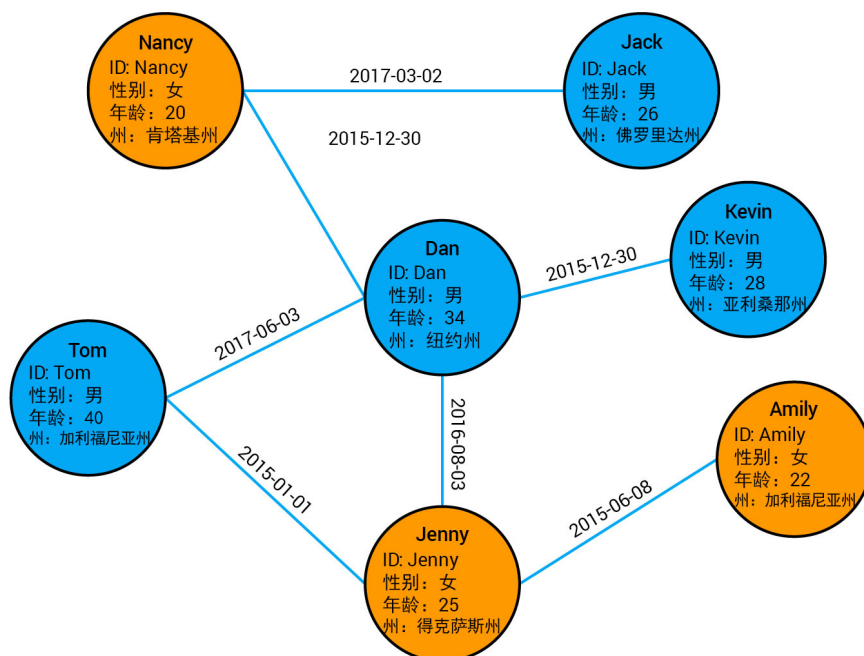 Nancy
ID: Nancy
性别：女
年龄：20
州：肯塔基州
2017-03-02
Jack
ID: Jack
性别：男
年龄：26
州：佛罗里达州
2015-12-30
Dan
ID: Dan
性别：男
年龄：34
州：纽约州
2015-12-30
Kevin
ID: Kevin
性别：男
年龄：28
州：亚利桑那州
2017-06-03
Tom
ID: Tom
性别：男
年龄：40
州：加利福尼亚州
2016-08-03
2015-01-01
Amily
ID: Amily
性别：女
年龄：22
州：加利福尼亚州
2015-06-08
Jenny
ID: Jenny
性别：女
年龄：25
州：得克萨斯州